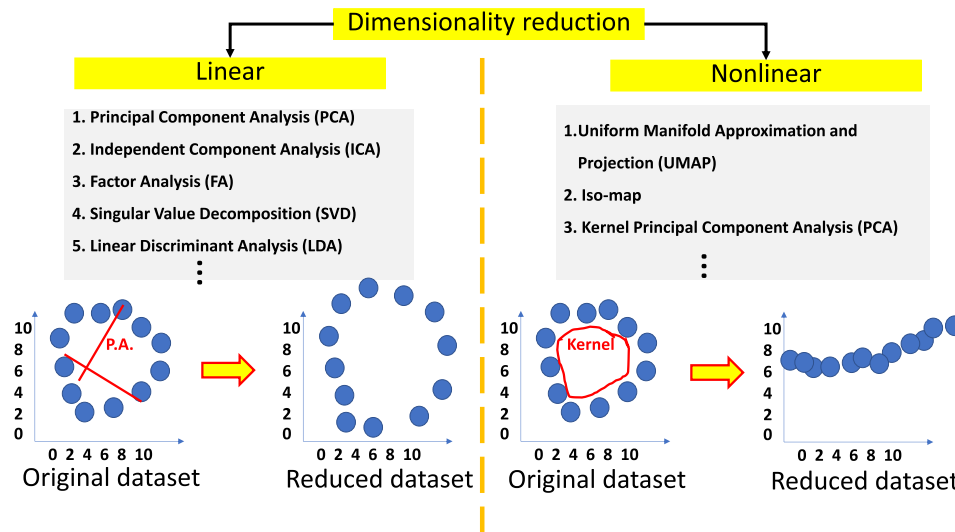 Dimensionality reduction
Linear
1. Principal Component Analysis (PCA)
2. Independent Component Analysis (ICA)
3. Factor Analysis (FA)
4. Singular Value Decomposition (SVD)
5. Linear Discriminant Analysis (LDA)
Nonlinear
1.Uniform Manifold Approximation and
Projection (UMAP)
2. Iso-map
3. Kernel Principal Component Analysis (PCA)
10
8
6
4
2
0
P.A.
0 2 4 6 8 10
Original dataset
10
8
6
4
2
0
0 2 4 6 8 10
Reduced dataset
10
8
6
4
2
0
Kernel
0 2 4 6 8 10
Original dataset
10
8
6
4
2
0
0 2 4 6 8 10
Reduced dataset